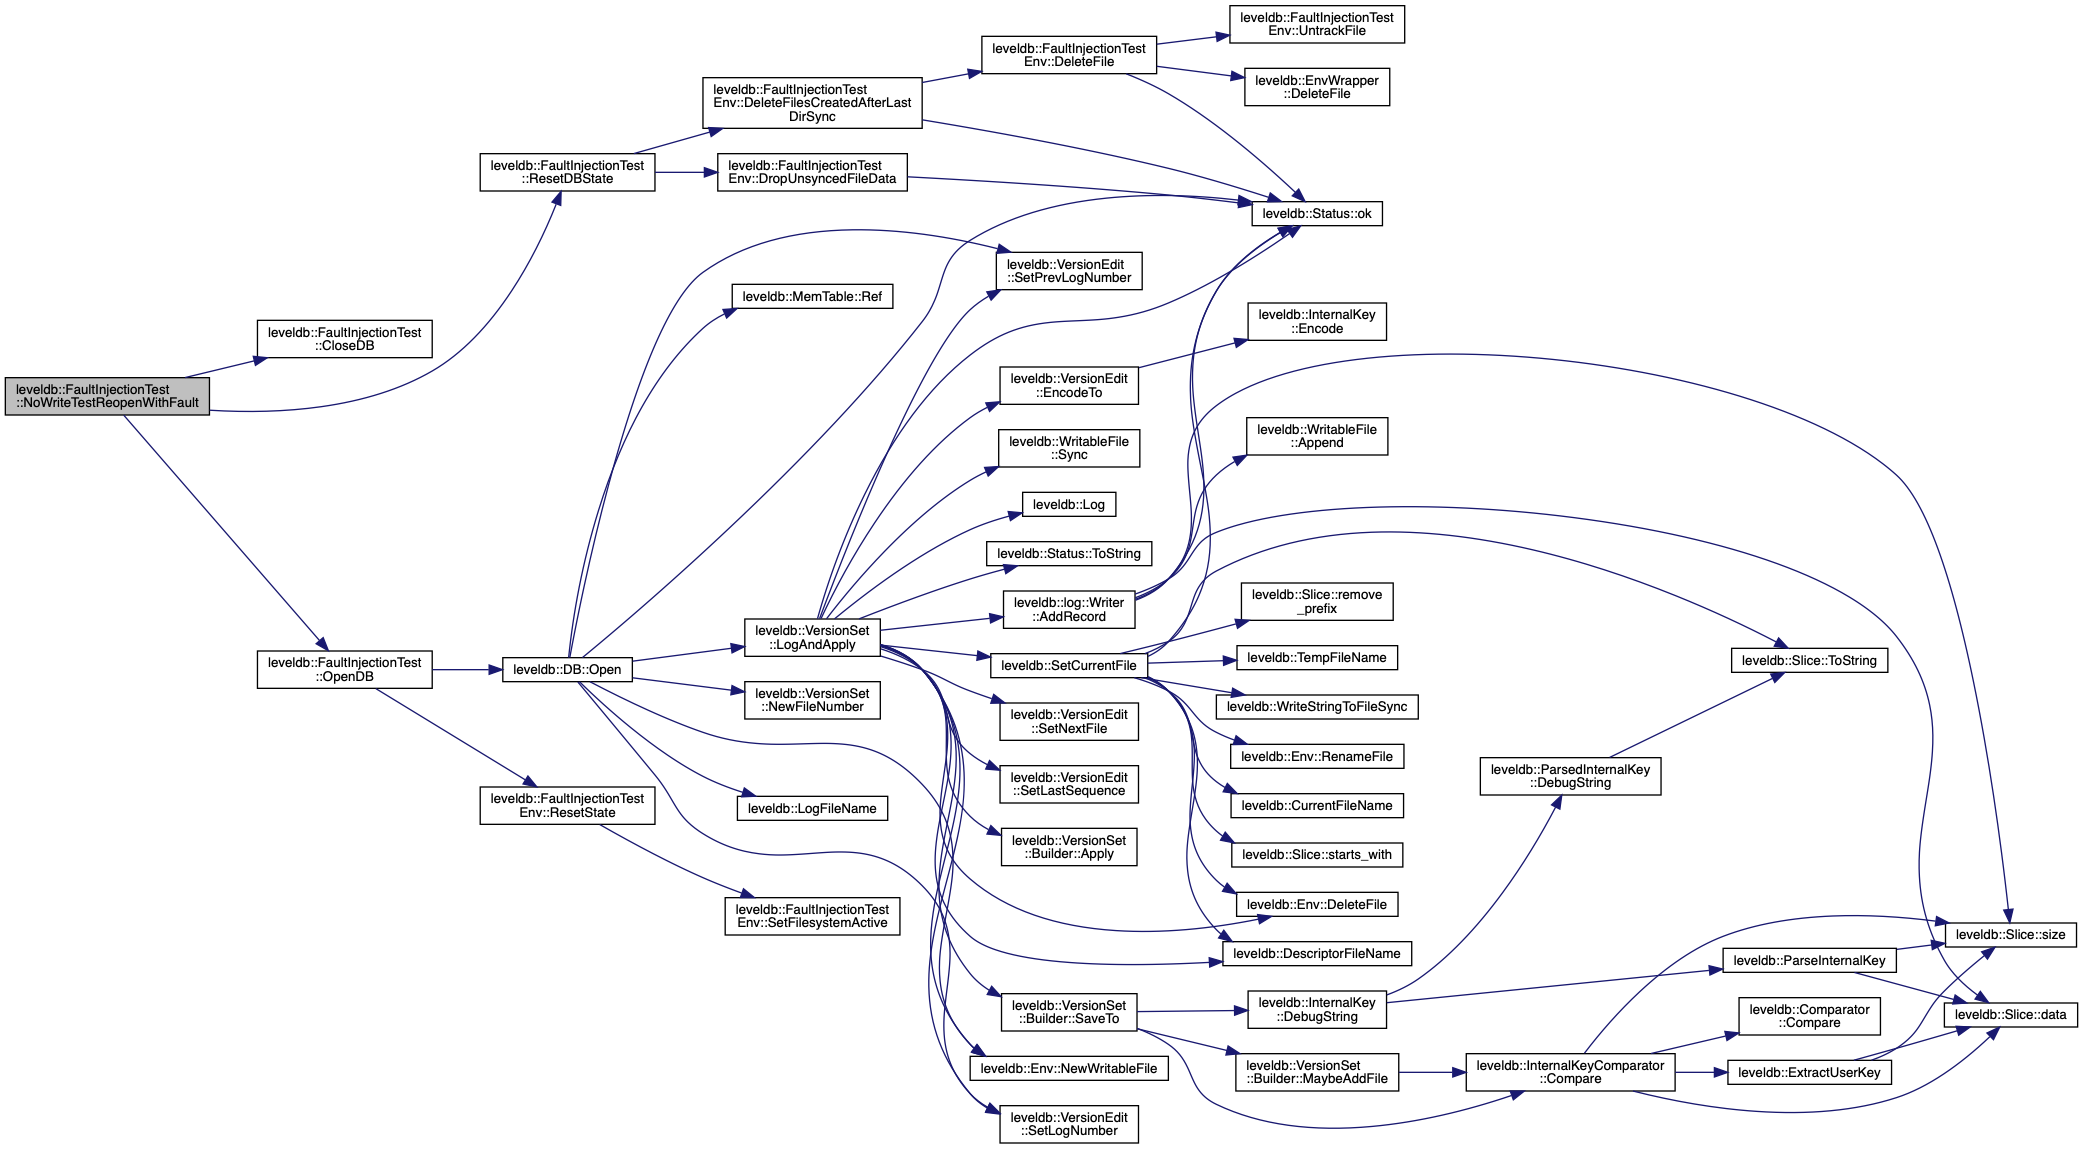 leveldb::FaultInjectionTest
::NoWriteTestReopenWithFault
leveldb::FaultInjectionTest
::CloseDB
leveldb::FaultInjectionTest
::ResetDBState
leveldb::FaultInjectionTest
::OpenDB
leveldb::FaultInjectionTest
Env::DeleteFilesCreatedAfterLast
DirSync
leveldb::FaultInjectionTest
Env::DropUnsyncedFileData
leveldb::FaultInjectionTest
Env::DeleteFile
leveldb::FaultInjectionTest
Env::UntrackFile
leveldb::EnvWrapper
::DeleteFile
leveldb::Status::ok
leveldb::DB::Open
leveldb::FaultInjectionTest
Env::ResetState
leveldb::FaultInjectionTest
Env::SetFilesystemActive
leveldb::MemTable::Ref
leveldb::VersionSet
::LogAndApply
leveldb::VersionSet
::NewFileNumber
leveldb::LogFileName
leveldb::VersionEdit
::SetPrevLogNumber
leveldb::VersionEdit
::EncodeTo
leveldb::WritableFile
::Sync
leveldb::Log
leveldb::Status::ToString
leveldb::log::Writer
::AddRecord
leveldb::SetCurrentFile
leveldb::VersionEdit
::SetNextFile
leveldb::VersionEdit
::SetLastSequence
leveldb::VersionSet
::Builder::Apply
leveldb::VersionSet
::Builder::SaveTo
leveldb::Env::NewWritableFile
leveldb::VersionEdit
::SetLogNumber
leveldb::InternalKey
::Encode
leveldb::WritableFile
::Append
leveldb::Slice::remove
_prefix
leveldb::TempFileName
leveldb::WriteStringToFileSync
leveldb::Env::RenameFile
leveldb::CurrentFileName
leveldb::Slice::starts_with
leveldb::Env::DeleteFile
leveldb::DescriptorFileName
leveldb::InternalKey
::DebugString
leveldb::VersionSet
::Builder::MaybeAddFile
leveldb::ParsedInternalKey
::DebugString
leveldb::InternalKeyComparator
::Compare
leveldb::Slice::ToString
leveldb::ParseInternalKey
leveldb::Comparator
::Compare
leveldb::ExtractUserKey
leveldb::Slice::size
leveldb::Slice::data